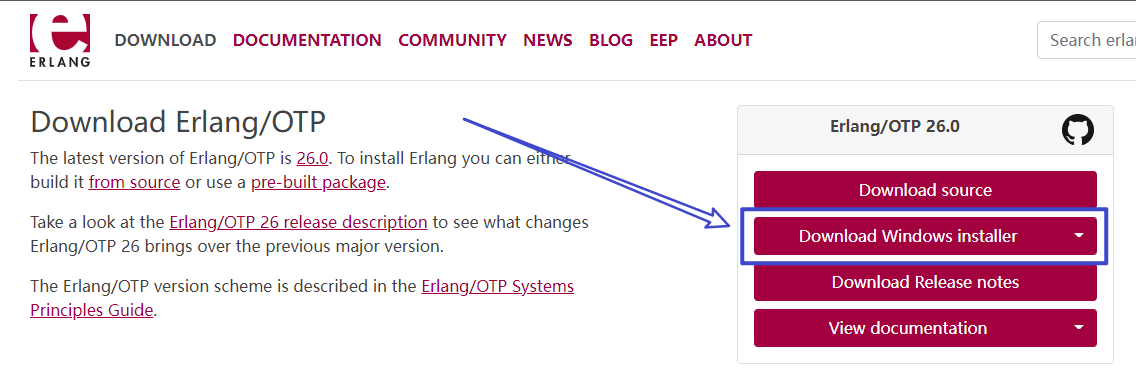 ERLANG
DOWNLOAD DOCUMENTATION COMMUNITY NEWS BLOG EEP ABOUT
Search erla
Download Erlang/OTP
The latest version of Erlang/OTP is 26.0. To install Erlang you can either
build it from source or use a pre-built package.
Take a look at the Erlang/OTP 26 release description to see what changes
Erlang/OTP 26 brings over the previous major version.
The Erlang/OTP version scheme is described in the Erlang/OTP Systems
Principles Guide.
Erlang/OTP 26.0
Download source
Download Windows installer
Download Release notes
View documentation